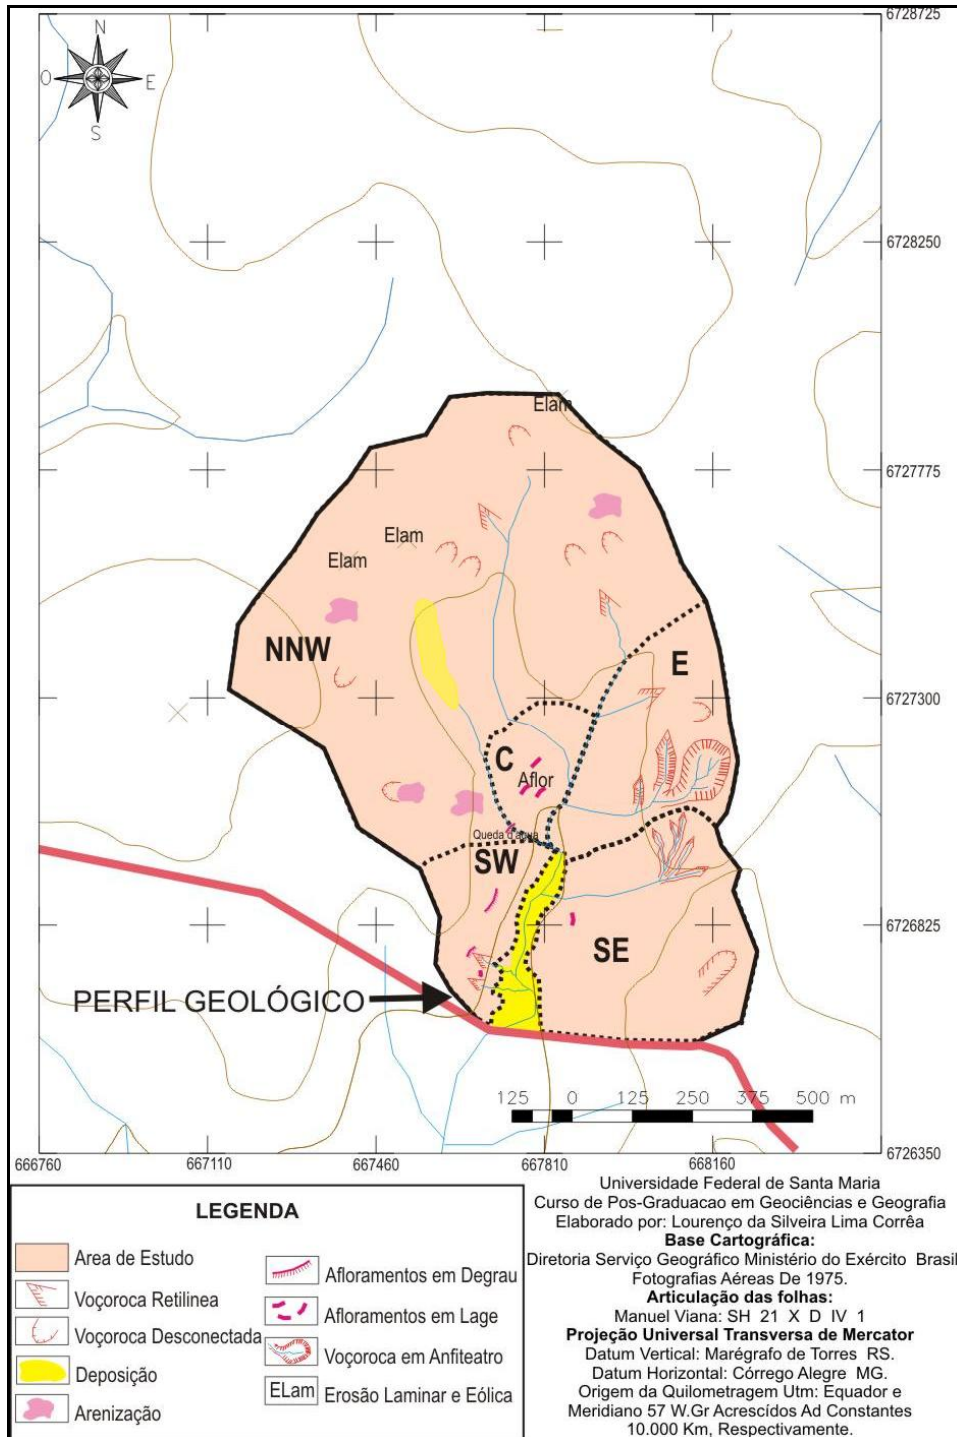 N
O
E
S
6728725
6728250
6727775
6727300
6726825
6726350
Elam
Elam
Elam
NNW
E
C
Aflor
Queda d'agua
SW
SE
PERFIL GEOLÓGICO
125 0 125 250 375 500 m
666760 667110 667460 667810 668160
LEGENDA
Area de Estudo
Voçoroca Retilinea
Voçoroca Desconectada
Deposição
Arenização
Afloramentos em Degrau
Afloramentos em Lage
Voçoroca em Anfiteatro
ELam Erosão Laminar e Eólica
Universidade Federal de Santa Maria
Curso de Pos-Graduacao em Geociências e Geografia
Elaborado por: Lourenço da Silveira Lima Corrêa
Base Cartográfica:
Diretoria Serviço Geográfico Ministério do Exército Brasil
Fotografias Aéreas De 1975.
Articulação das folhas:
Manuel Viana: SH 21 X D IV 1
Projeção Universal Transversa de Mercator
Datum Vertical: Marégrafo de Torres RS.
Datum Horizontal: Córrego Alegre MG.
Origem da Quilometragem Utm: Equador e
Meridiano 57 W.Gr Acrescídos Ad Constantes
10.000 Km, Respectivamente.